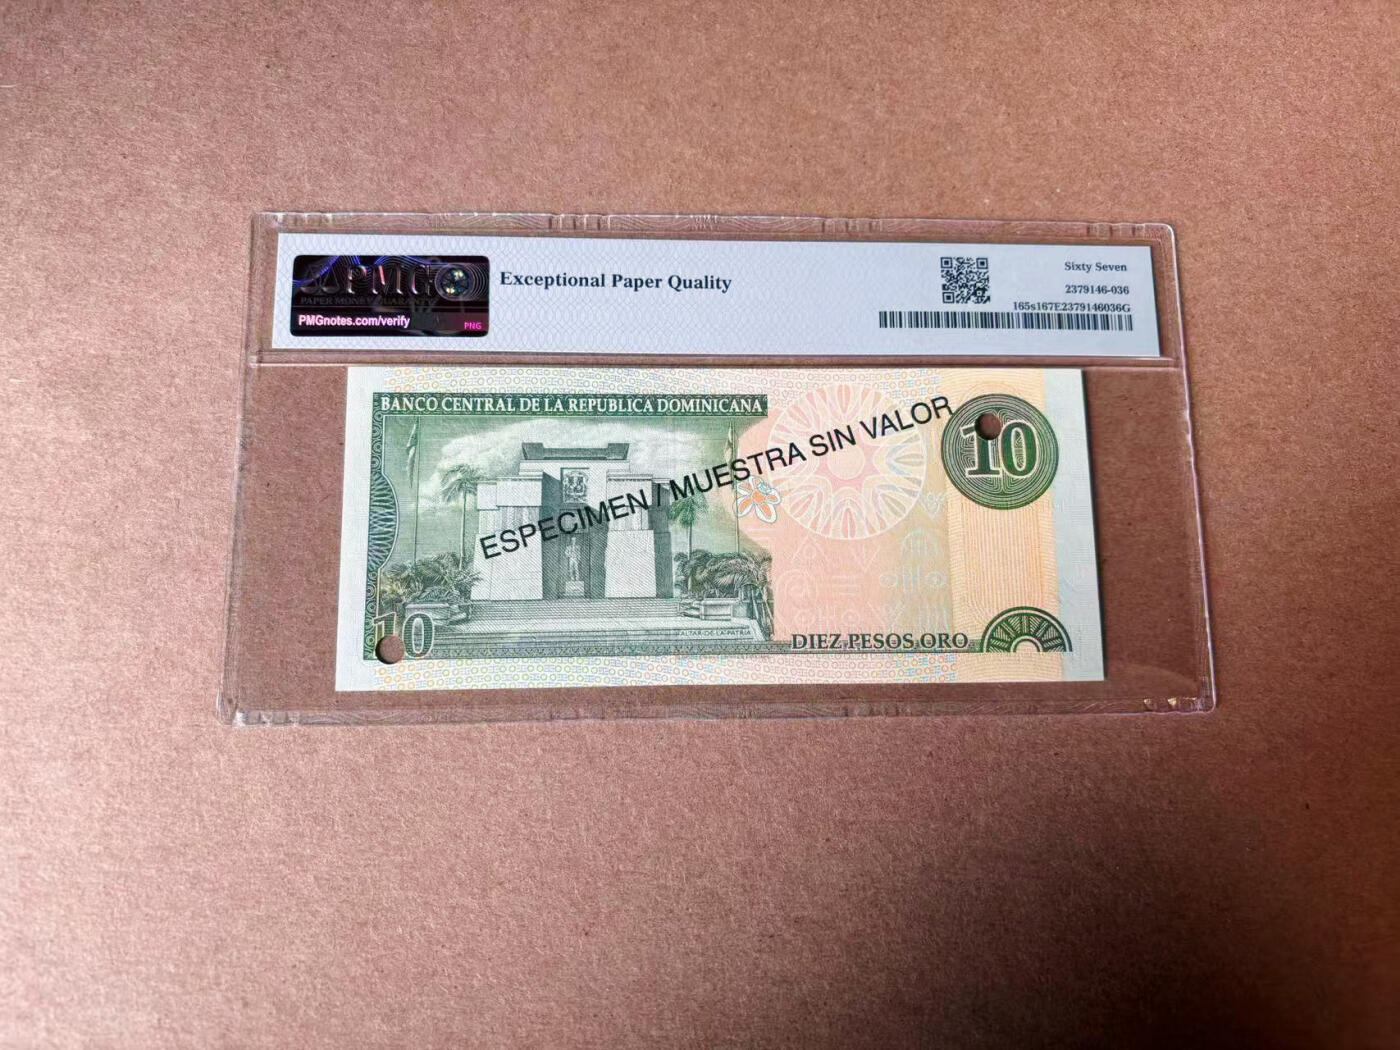 PMG
PAPER MONEY GUARANTY
PMGnotes.com/verify
PNG
Exceptional Paper Quality
Sixty Seven
2379146-036
165s167E2379146036G
BANCO CENTRAL DE LA REPUBLICA DOMINICANA
ESPECIMEN / MUESTRA SIN VALOR
10
10
ALTAR DE LA PATRIA
DIEZ PESOS ORO